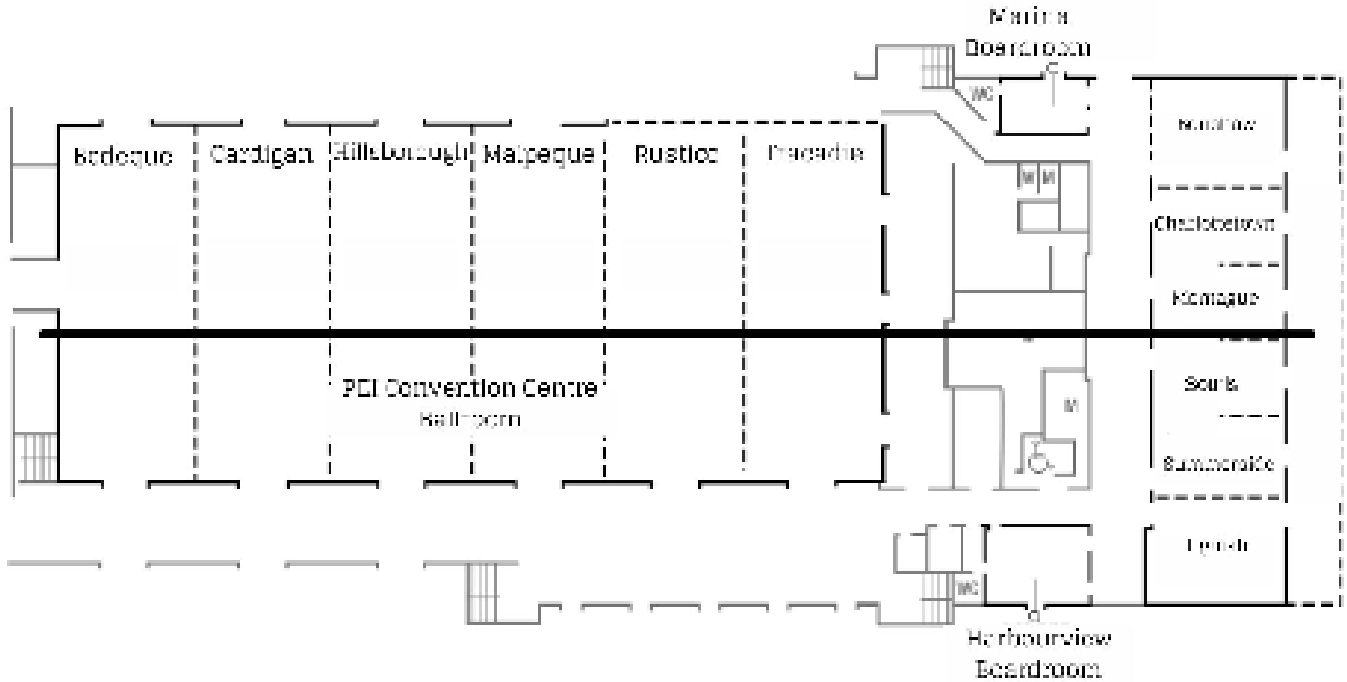 Marina
Boardroom
WC
Bedeque
Cardigan
Hillsborough
Malpeque
Rustico
Tracadie
M M
Charlottetown
Montague
PEI Convention Centre
Ballroom
Souris
M
Summerside
WC
Harbourview
Boardroom